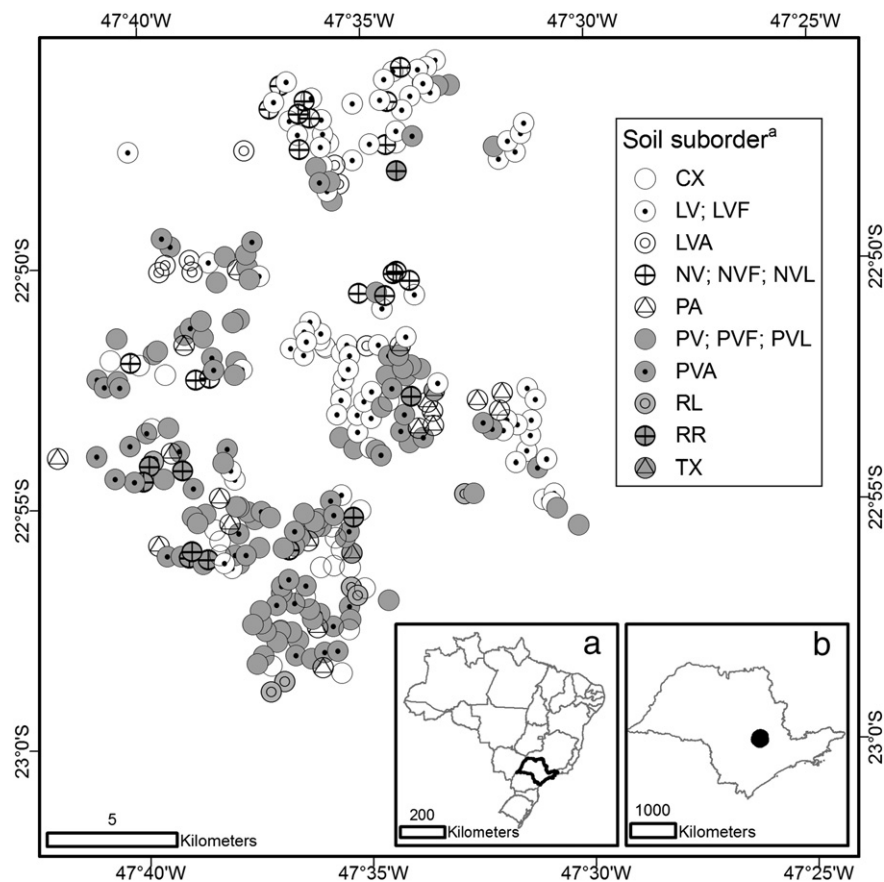 47°40'W 47°35'W 47°30'W 47°25'W
22°50'S 22°50'S
22°55'S 22°55'S
23°0'S 23°0'S
Soil suborderᵃ
CX
LV; LVF
LVA
NV; NVF; NVL
PA
PV; PVF; PVL
PVA
RL
RR
TX
a
b
200
Kilometers
1000
Kilometers
5
Kilometers
47°40'W 47°35'W 47°30'W 47°25'W